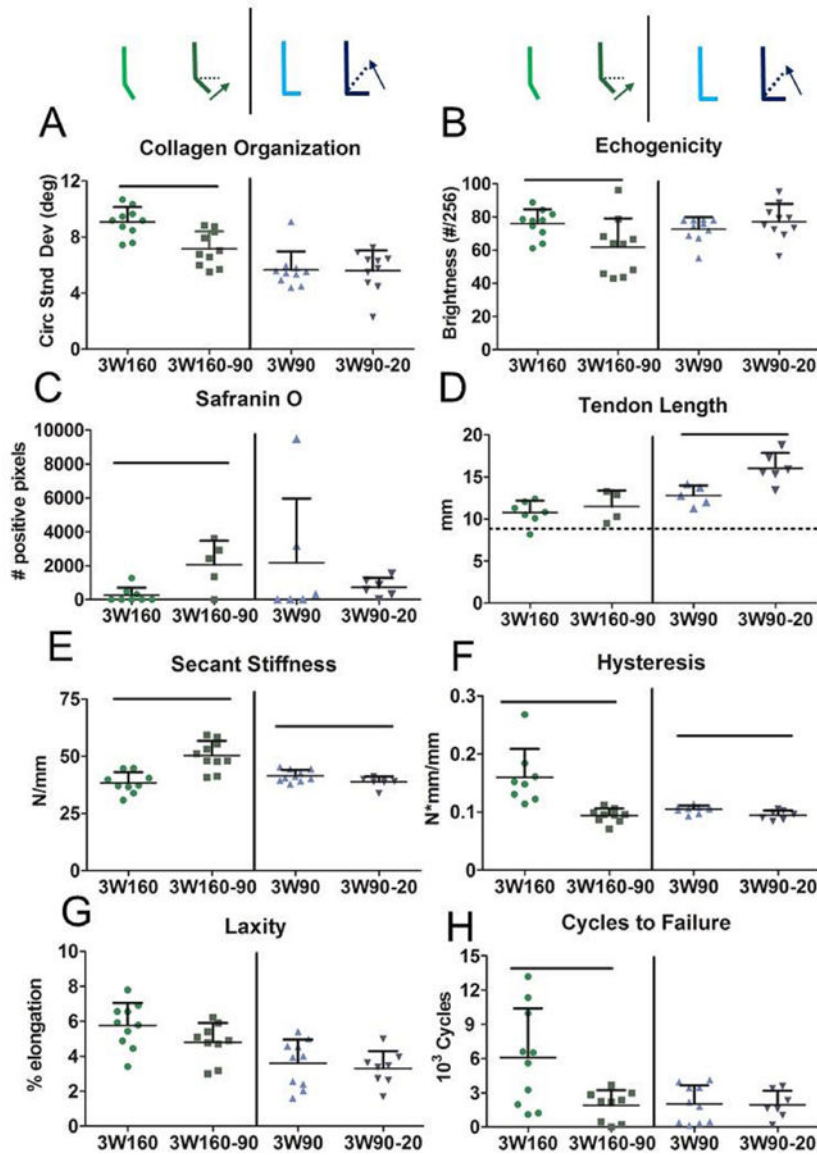 A
Collagen Organization
Circ Stnd Dev (deg)
12
8
4
0
3W160 3W160-90 3W90 3W90-20
B
Echogenicity
Brightness (#/256)
100
80
60
40
20
0
3W160 3W160-90 3W90 3W90-20
C
Safranin O
# positive pixels
10000
8000
6000
4000
2000
0
3W160 3W160-90 3W90 3W90-20
D
Tendon Length
mm
20
15
10
5
0
3W160 3W160-90 3W90 3W90-20
E
Secant Stiffness
N/mm
75
50
25
0
3W160 3W160-90 3W90 3W90-20
F
Hysteresis
N*mm/mm
0.3
0.2
0.1
0
3W160 3W160-90 3W90 3W90-20
G
Laxity
% elongation
10
8
6
4
2
0
3W160 3W160-90 3W90 3W90-20
H
Cycles to Failure
10³ Cycles
15
12
9
6
3
0
3W160 3W160-90 3W90 3W90-20